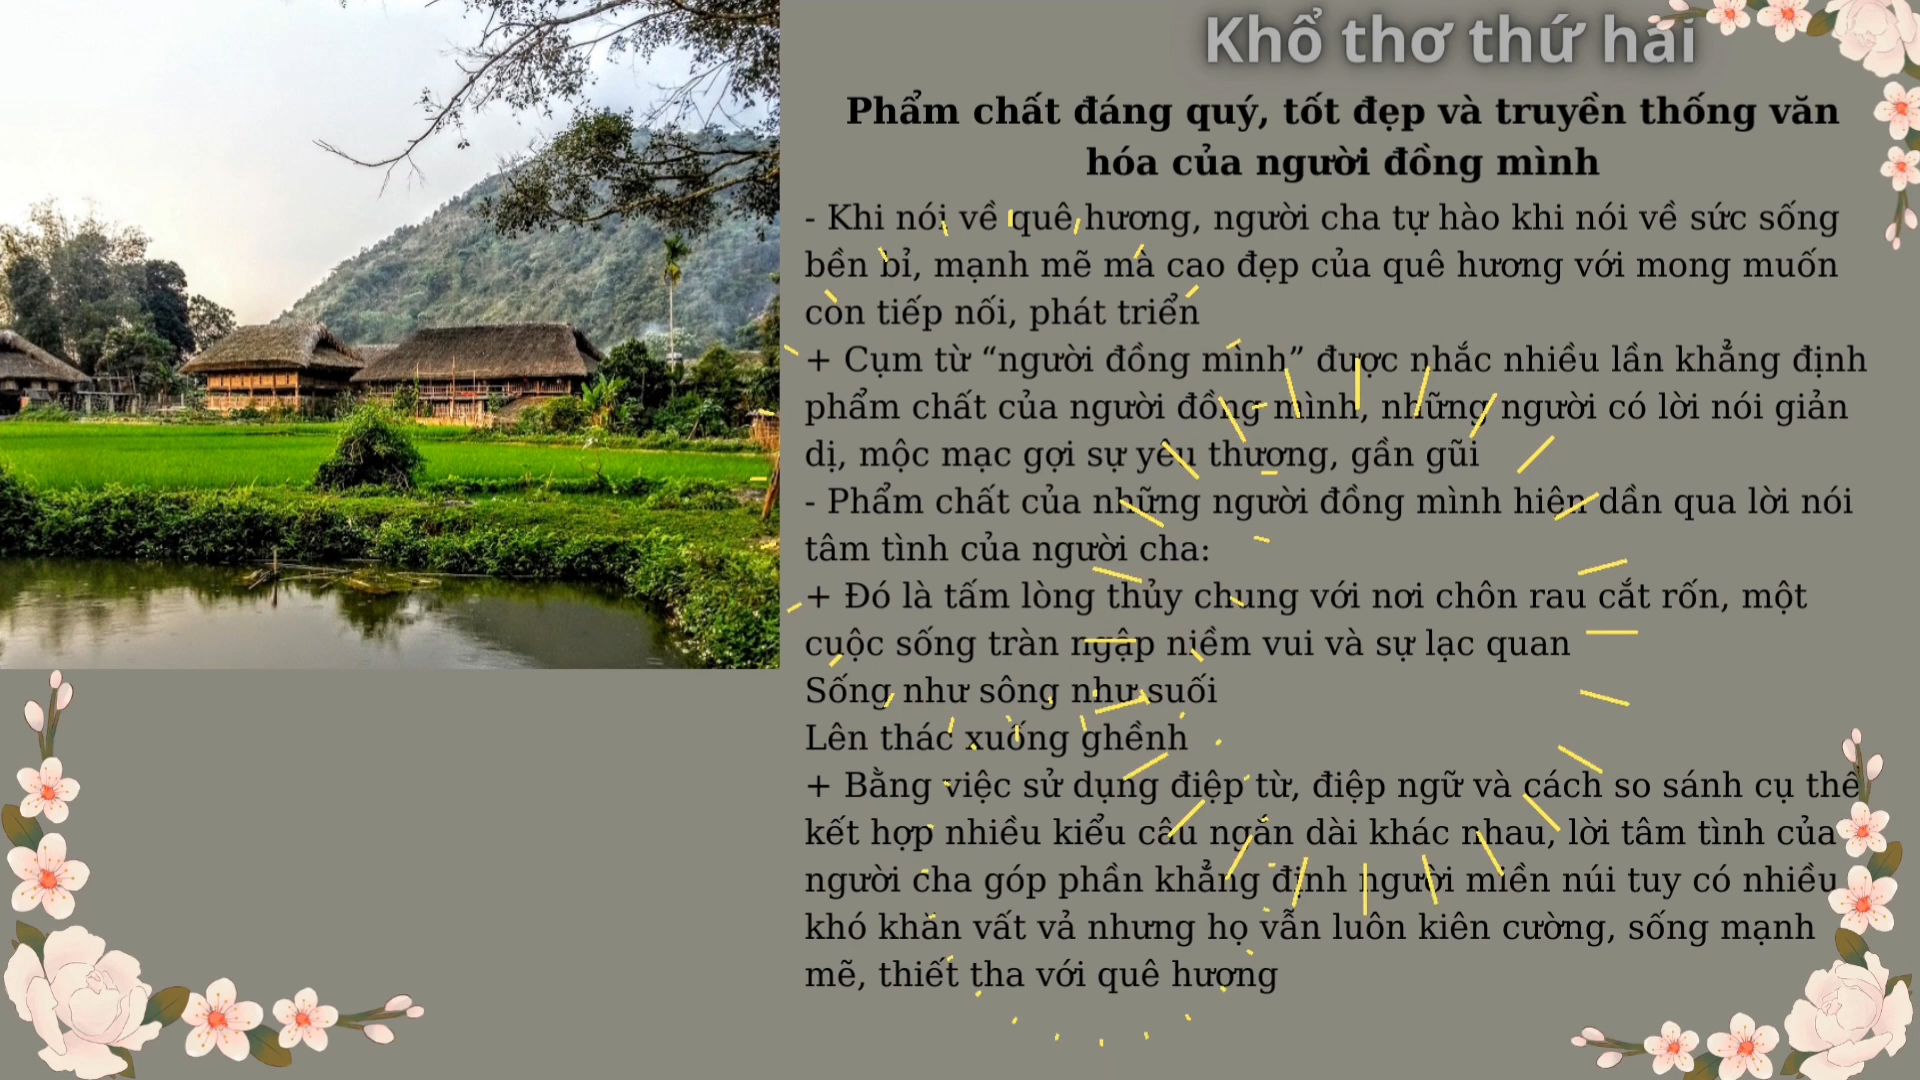 Khổ thơ thứ hai
Phẩm chất đáng quý, tốt đẹp và truyền thống văn
hóa của người đồng mình
- Khi nói về quê hương, người cha tự hào khi nói về sức sống
bền bỉ, mạnh mẽ mà cao đẹp của quê hương với mong muốn
còn tiếp nối, phát triển
+ Cụm từ “người đồng mình” được nhắc nhiều lần khẳng định
phẩm chất của người đồng mình, những người có lời nói giản
dị, mộc mạc gợi sự yêu thương, gần gũi
- Phẩm chất của những người đồng mình hiện dần qua lời nói
tâm tình của người cha:
+ Đó là tấm lòng thủy chung với nơi chôn rau cắt rốn, một
cuộc sống tràn ngập niềm vui và sự lạc quan
Sống như sông như suối
Lên thác xuống ghềnh
+ Bằng việc sử dụng điệp từ, điệp ngữ và cách so sánh cụ thể
kết hợp nhiều kiểu câu ngắn dài khác nhau, lời tâm tình của
người cha góp phần khẳng định người miền núi tuy có nhiều
khó khăn vất vả nhưng họ vẫn luôn kiên cường, sống mạnh
mẽ, thiết tha với quê hương